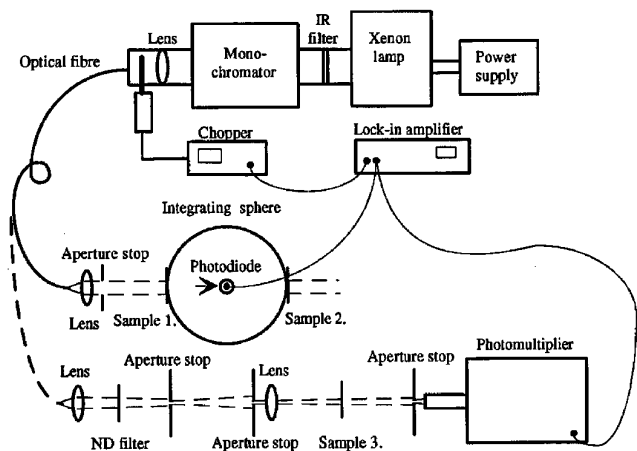 Lens
IR
filter
Xenon
lamp
Optical fibre
Mono-
chromator
Power
supply
Chopper
Lock-in amplifier
Integrating sphere
Aperture stop
Photodiode
Lens
Sample 1.
Sample 2.
Photomultiplier
Aperture stop
Aperture stop
Lens
Lens
ND filter
Aperture stop
Sample 3.